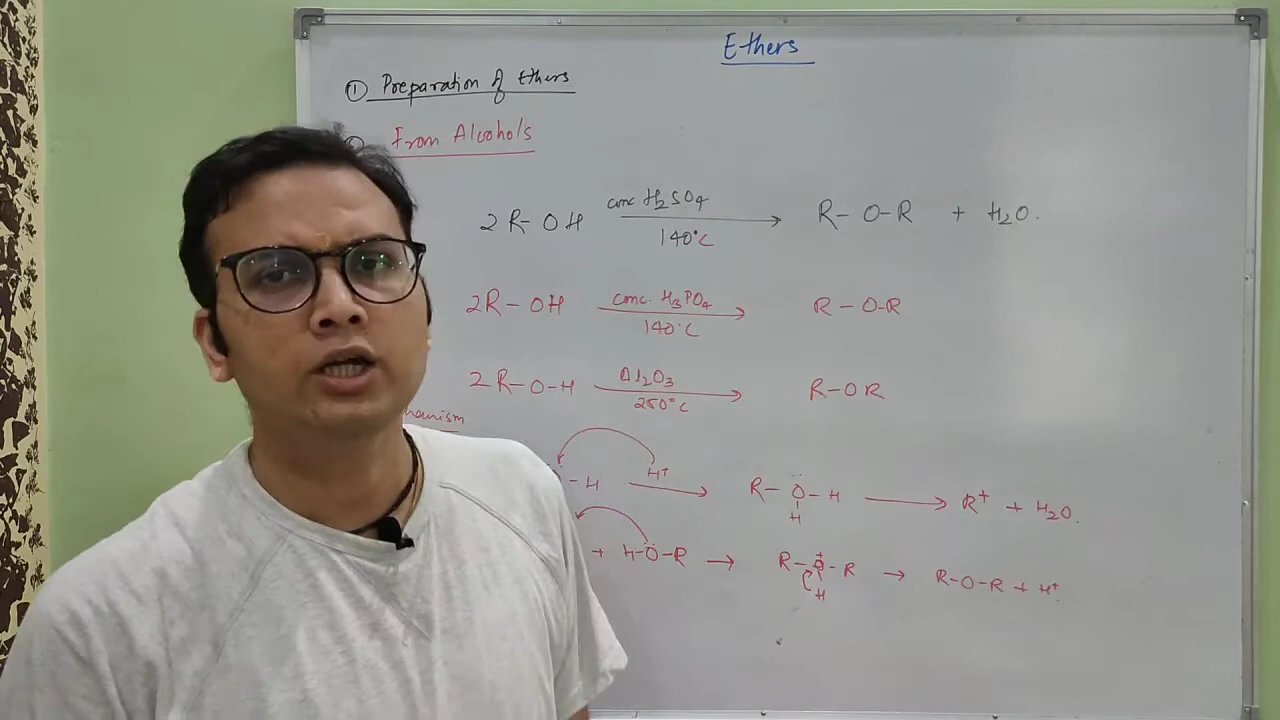 Ethers
① Preparation of Ethers
From Alcohols
2 R- OH conc H₂SO₄ 140°C R- O-R + H₂O.
2R- OH conc. H₃PO₄ 140°C R - O-R
2 R-O-H Al₂O₃ 250°C R-O R
hanism
-H H⁺ R- O - H H R⁺ + H₂O.
+ H-O-R → R-O-R + H → R-O-R + H⁺